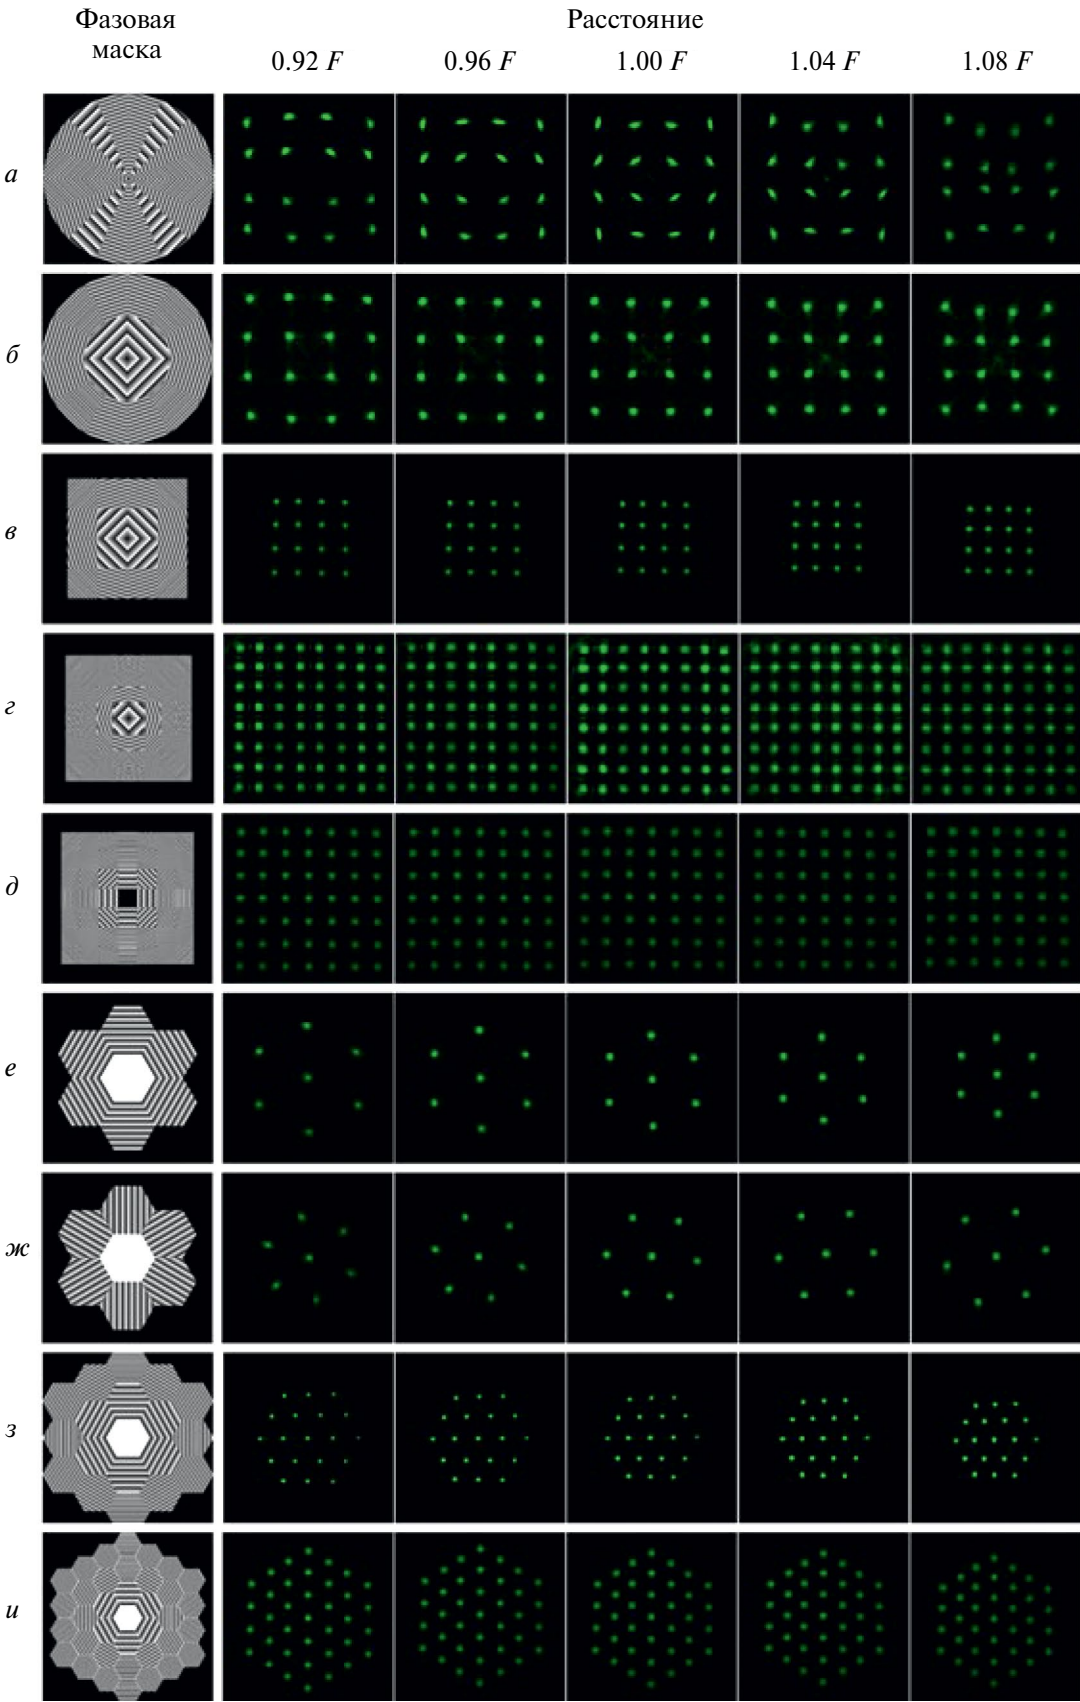 Фазовая
маска
Расстояние
0.92 F
0.96 F
1.00 F
1.04 F
1.08 F
а
б
в
г
д
е
ж
з
и